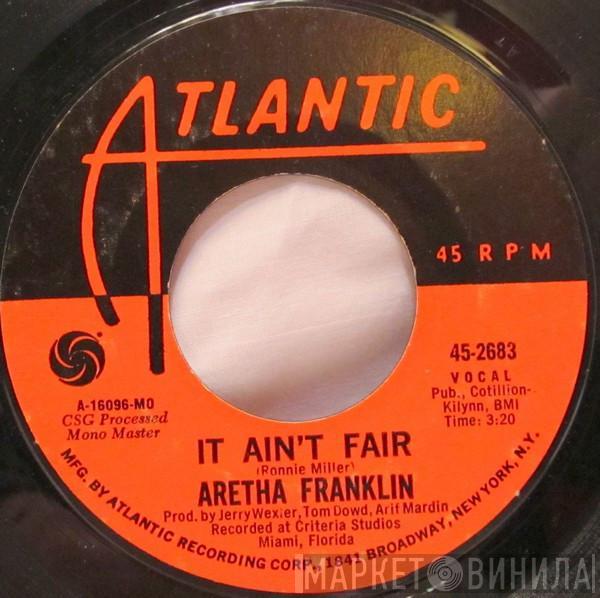 ATLANTIC
45 RPM
45-2683
VOCAL
Pub., Cotillion-
Kilynn, BMI
Time: 3:20
A-16096-MO
CSG Processed
Mono Master
IT AIN'T FAIR
(Ronnie Miller)
ARETHA FRANKLIN
Prod. by Jerry Wexler, Tom Dowd, Arif Mardin
Recorded at Criteria Studios
Miami, Florida
MFG. BY ATLANTIC RECORDING CORP., 1841 BROADWAY, NEW YORK, N.Y.
МАРКЕТ ВИНИЛА